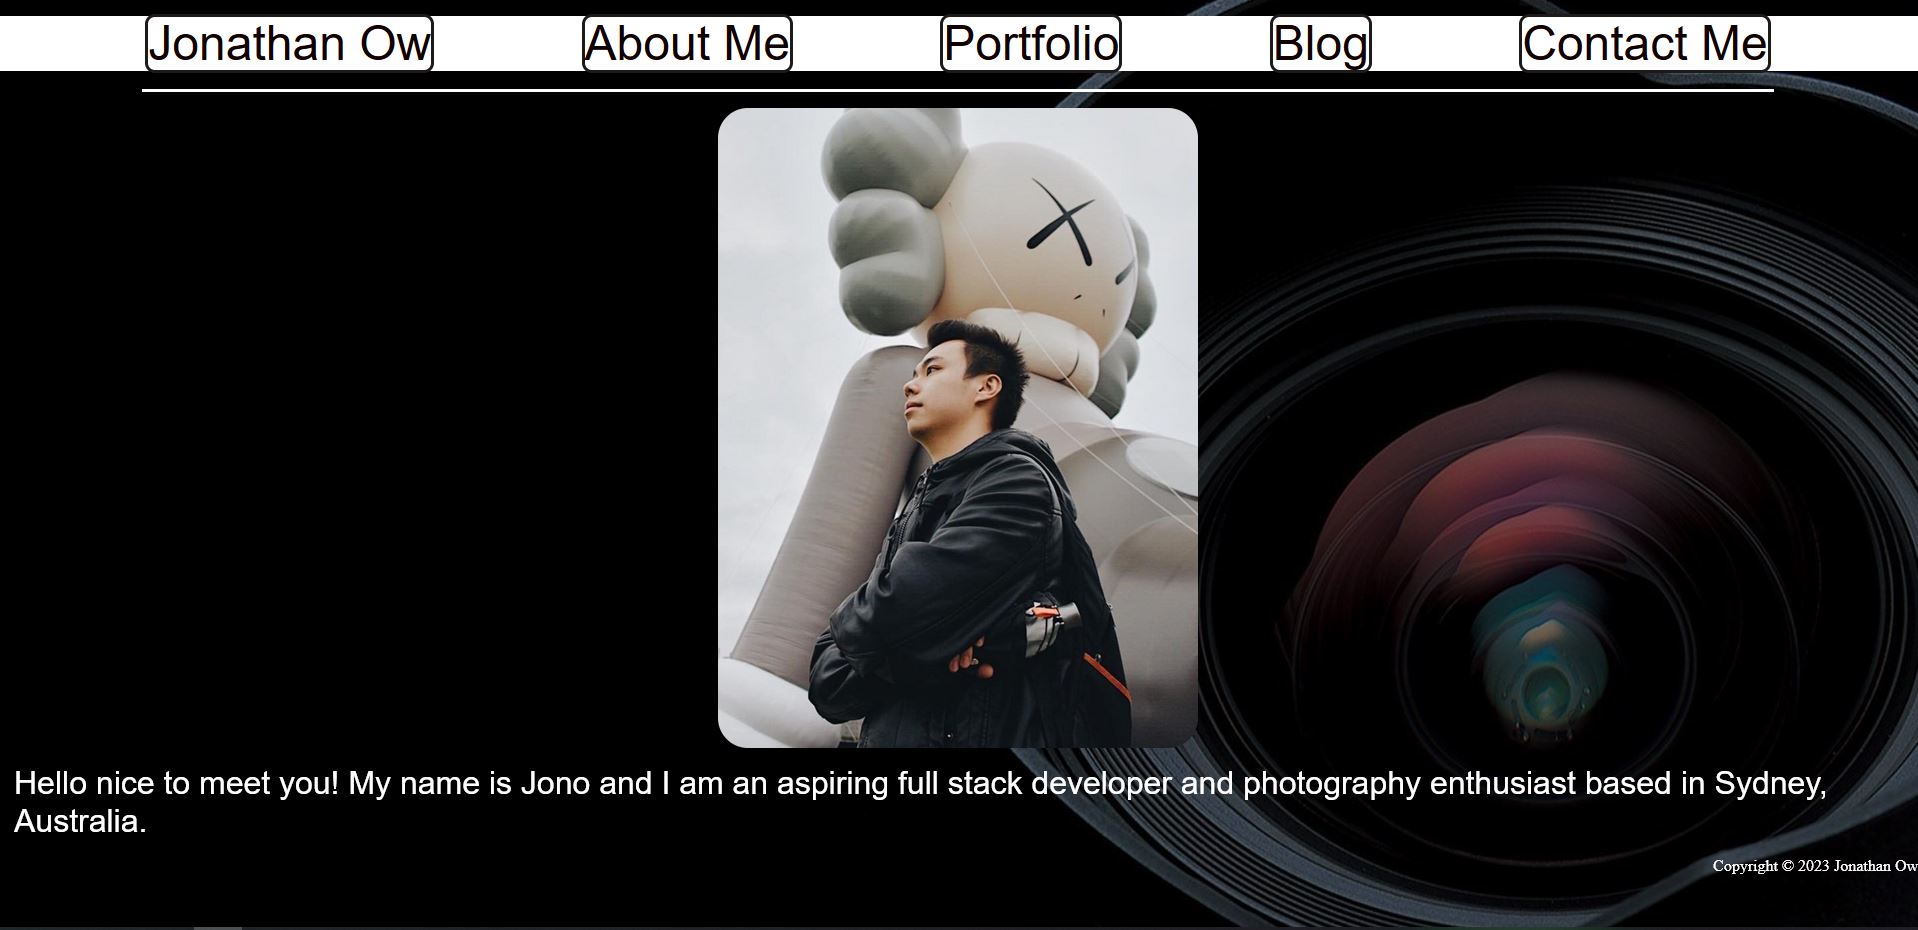 Jonathan Ow About Me Portfolio Blog Contact Me
Hello nice to meet you! My name is Jono and I am an aspiring full stack developer and photography enthusiast based in Sydney,
Australia.
Copyright © 2023 Jonathan Ow